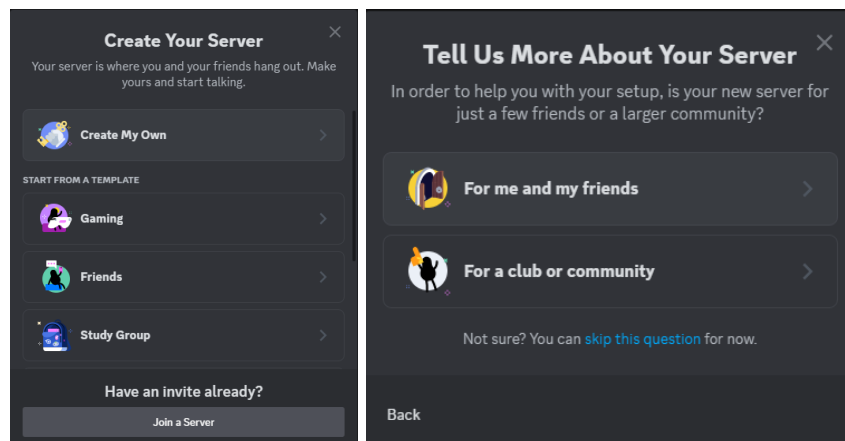 Create Your Server
Your server is where you and your friends hang out. Make
yours and start talking.
Create My Own
START FROM A TEMPLATE
Gaming
Friends
Study Group
Have an invite already?
Join a Server
Tell Us More About Your Server
In order to help you with your setup, is your new server for
just a few friends or a larger community?
For me and my friends
For a club or community
Not sure? You can skip this question for now.
Back